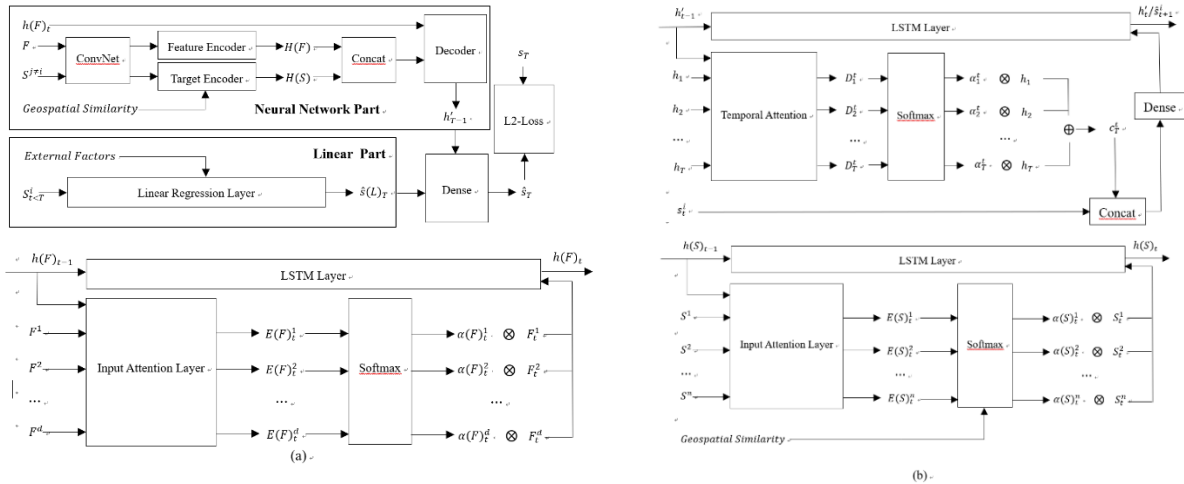 h(F)_t
F
S^{j≠i}
ConvNet
Feature Encoder
Target Encoder
H(F)
H(S)
Concat
Decoder
Geospatial Similarity
Neural Network Part
s_T
L2-Loss
h'_{T−1}
External Factors
Linear Part
S^i_{t<T}
Linear Regression Layer
ŝ(L)_T
Dense
ŝ_T
h(F)_{t−1}
LSTM Layer
h(F)_t
F^1
F^2
...
F^d
Input Attention Layer
E(F)^1_t
E(F)^2_t
...
E(F)^d_t
Softmax
α(F)^1_t ⊗ F^1_t
α(F)^2_t ⊗ F^2_t
...
α(F)^d_t ⊗ F^d_t
(a)
h'_{t−1}
LSTM Layer
h'_t/ŝ^i_{t+1}
h_1
h_2
...
h_T
Temporal Attention
D^t_1
D^t_2
...
D^t_T
Softmax
α^t_1 ⊗ h_1
α^t_2 ⊗ h_2
...
α^t_T ⊗ h_T
⊕
c^t_T
Dense
s^i_t
Concat
h(S)_{t−1}
LSTM Layer
h(S)_t
S^1
S^2
...
S^n
Input Attention Layer
E(S)^1_t
E(S)^2_t
...
E(S)^n_t
Softmax
α(S)^1_t ⊗ S^1_t
α(S)^2_t ⊗ S^2_t
...
α(S)^n_t ⊗ S^n_t
Geospatial Similarity
(b)